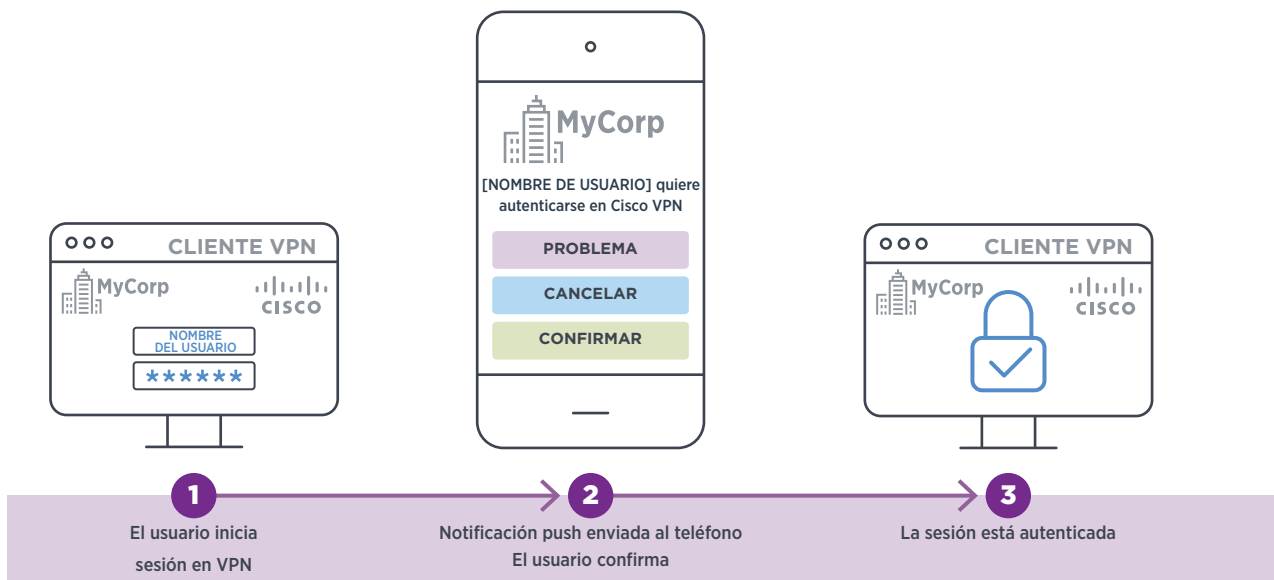 CLIENTE VPN
MyCorp
CISCO
NOMBRE
DEL USUARIO
******
MyCorp
[NOMBRE DE USUARIO] quiere
autenticarse en Cisco VPN
PROBLEMA
CANCELAR
CONFIRMAR
CLIENTE VPN
MyCorp
CISCO
1
El usuario inicia
sesión en VPN
2
Notificación push enviada al teléfono
El usuario confirma
3
La sesión está autenticada